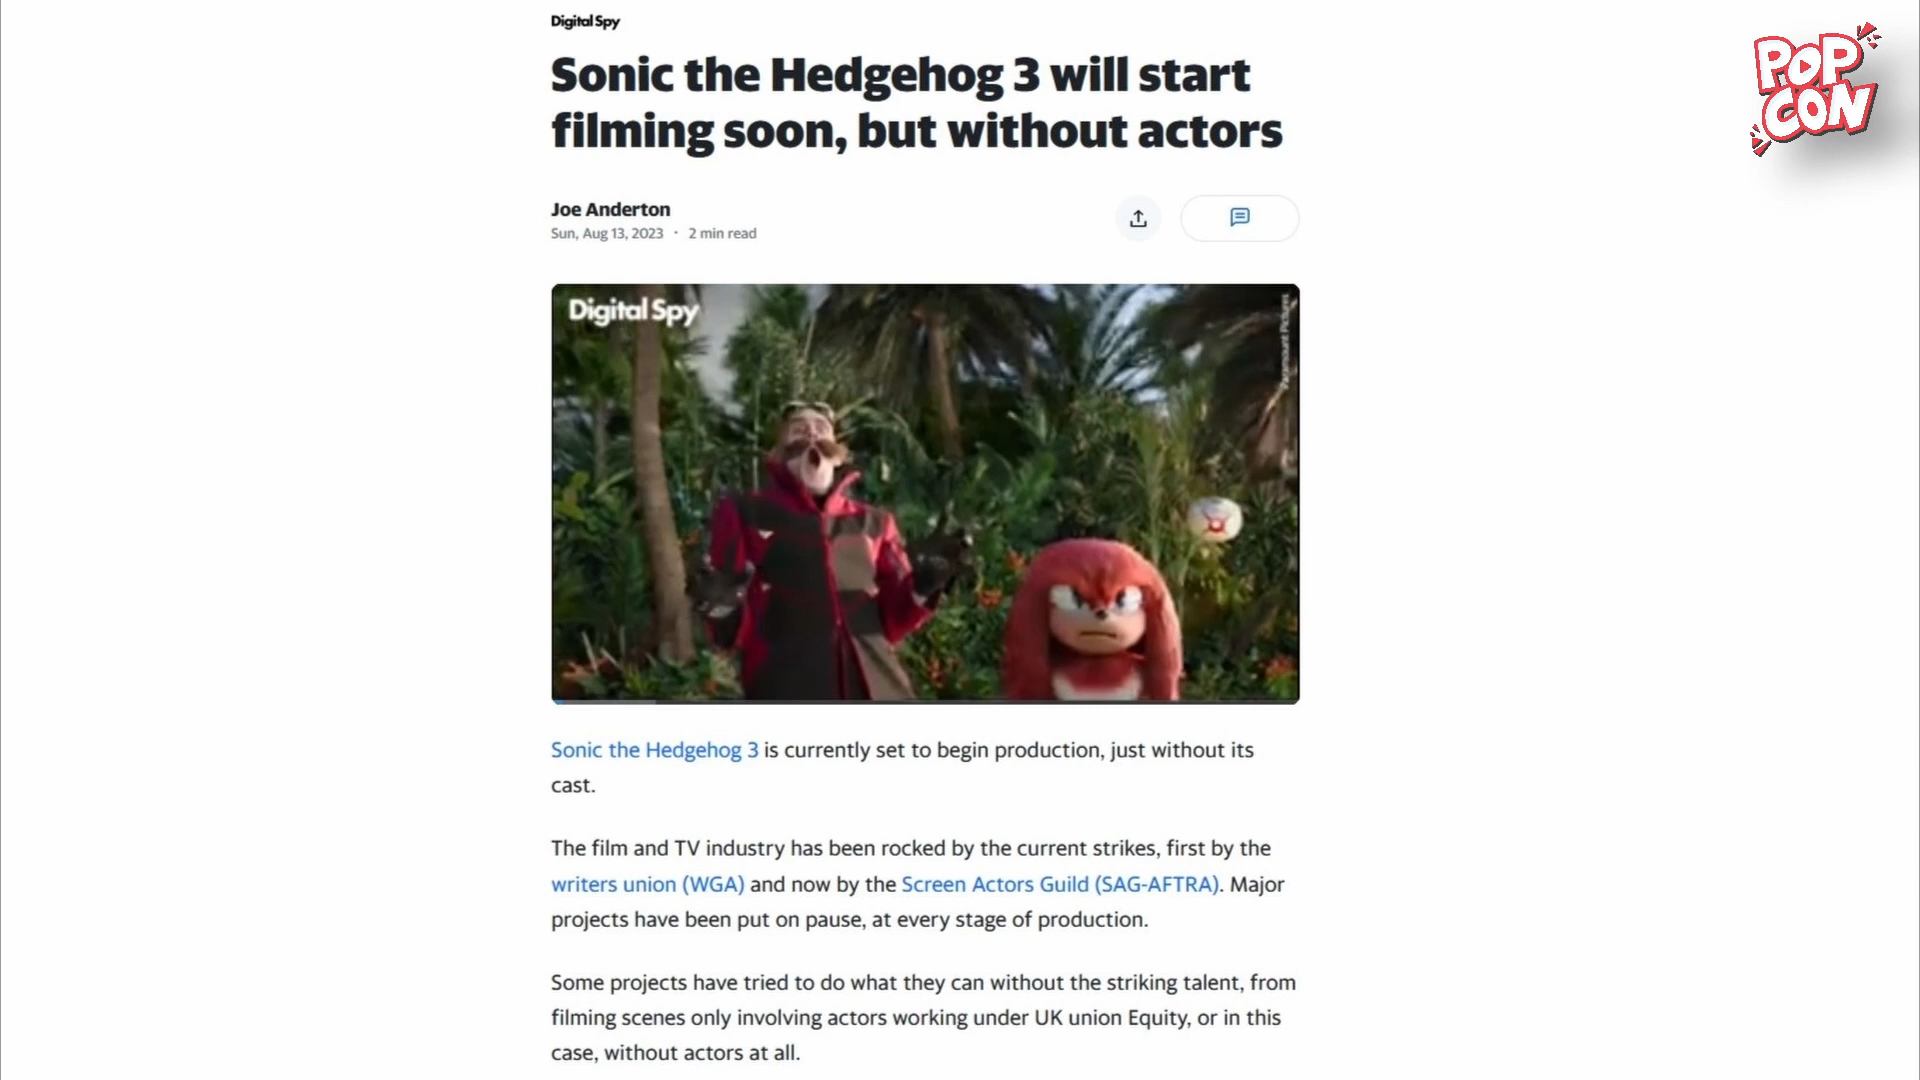 Digital Spy
POP
CON
Sonic the Hedgehog 3 will start
filming soon, but without actors
Joe Anderton
Sun, Aug 13, 2023 · 2 min read
Digital Spy
Paramount Pictures
Sonic the Hedgehog 3 is currently set to begin production, just without its
cast.
The film and TV industry has been rocked by the current strikes, first by the
writers union (WGA) and now by the Screen Actors Guild (SAG-AFTRA). Major
projects have been put on pause, at every stage of production.
Some projects have tried to do what they can without the striking talent, from
filming scenes only involving actors working under UK union Equity, or in this
case, without actors at all.